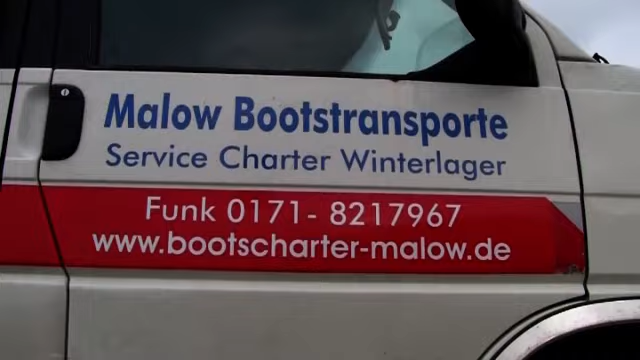 Malow Bootstransporte
Service Charter Winterlager
Funk 0171- 8217967
www.bootscharter-malow.de